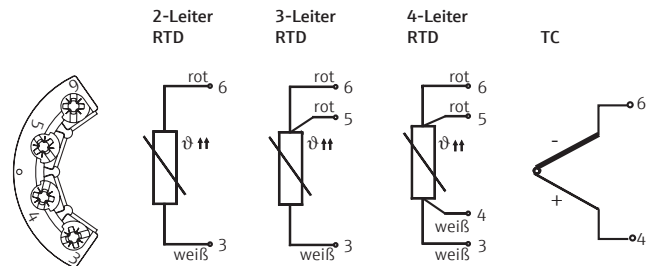 2-Leiter
RTD
3-Leiter
RTD
4-Leiter
RTD
TC
6
5
4
3
rot 6
ϑ
weiß 3
rot 6
rot 5
ϑ
weiß 3
rot 6
rot 5
ϑ
weiß 4
weiß 3
6
-
+
4